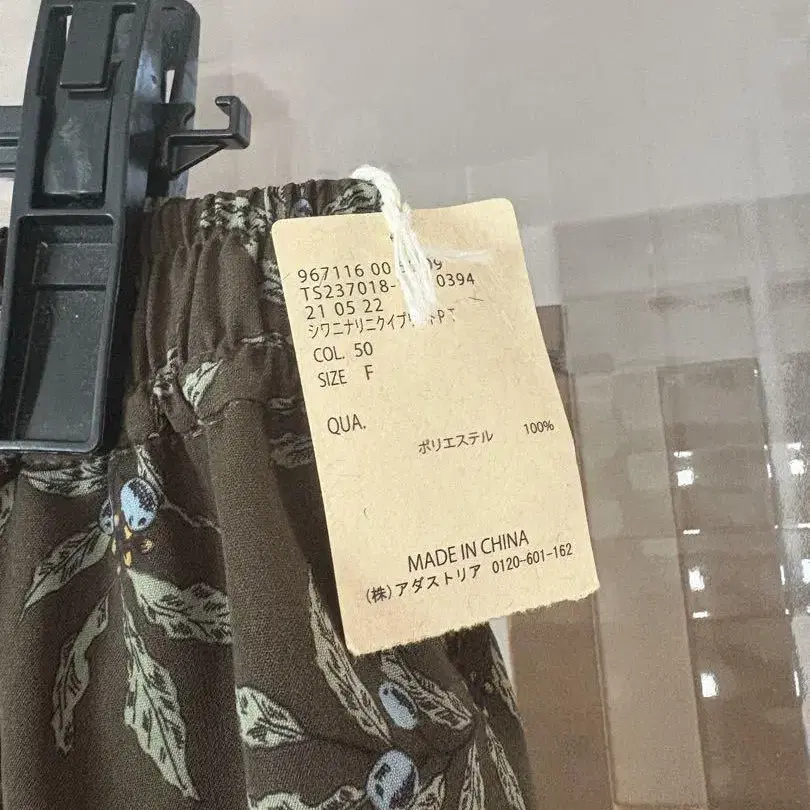 967116 00
TS237018- 0394
21 05 22
シワニナリニクイプ
COL. 50
SIZE F
QUA.
ポリエステル 100%
MADE IN CHINA
(株)アダストリア 0120-601-162